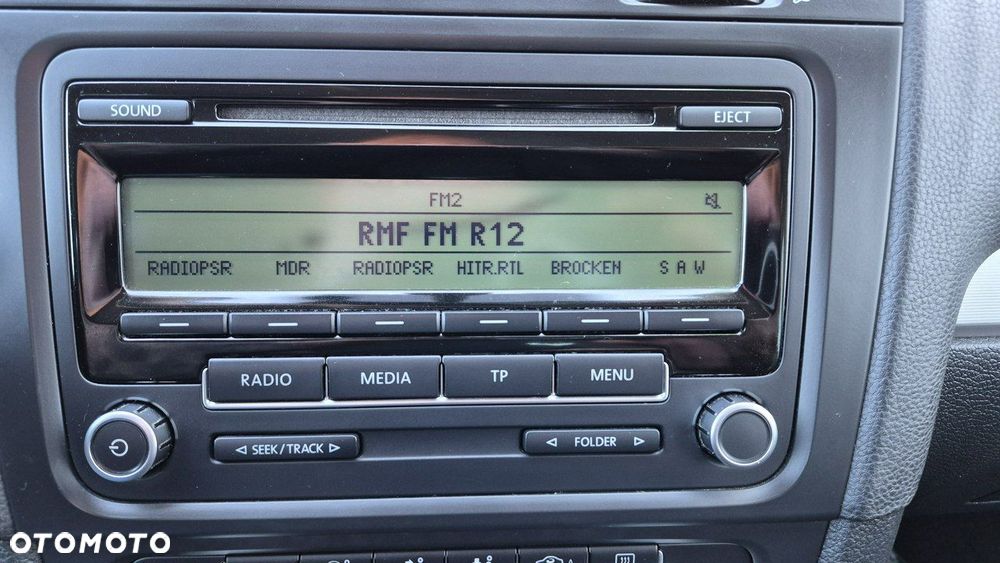 SOUND
EJECT
FM2
RMF FM R12
RADIOPSR MDR RADIOPSR HITR.RTL BROCKEN S A W
RADIO MEDIA TP MENU
SEEK/TRACK FOLDER
OTOMOTO